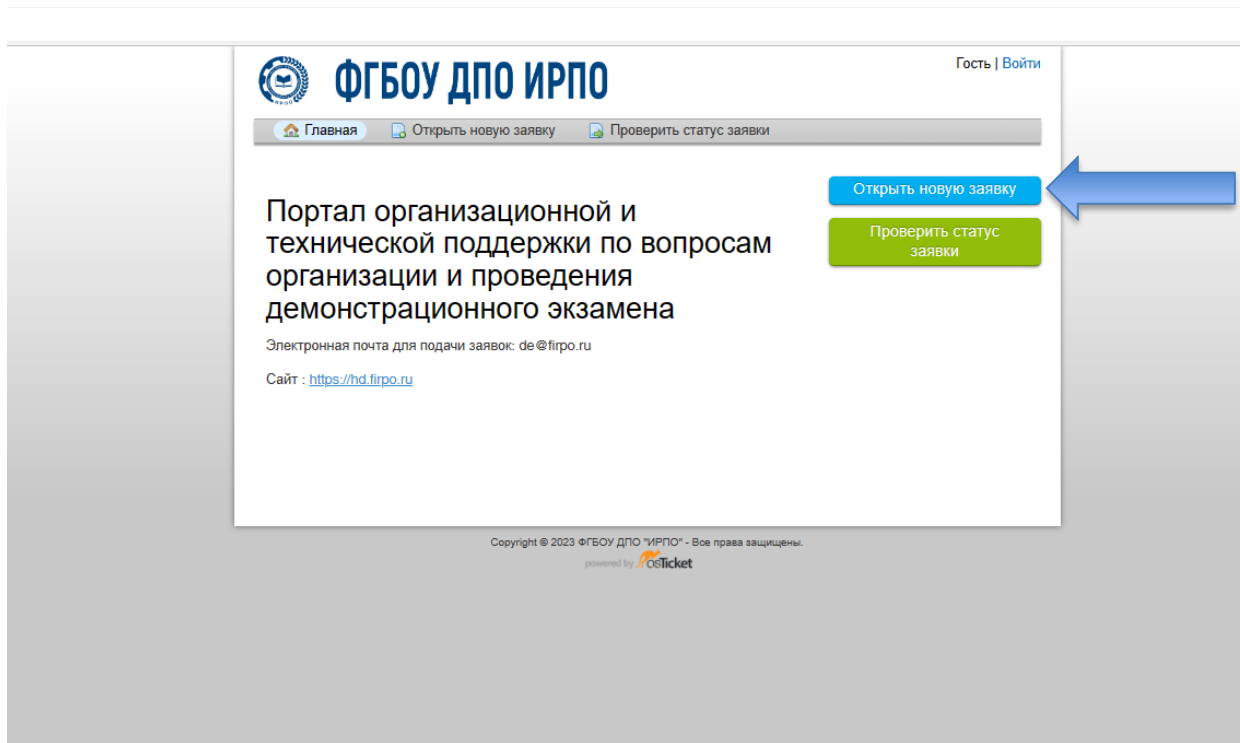 ФГБОУ ДПО ИРПО
Гость | Войти
Главная
Открыть новую заявку
Проверить статус заявки
Открыть новую заявку
Проверить статус
заявки
Портал организационной и
технической поддержки по вопросам
организации и проведения
демонстрационного экзамена
Электронная почта для подачи заявок: de@firpo.ru
Сайт : https://hd.firpo.ru
Copyright © 2023 ФГБОУ ДПО "ИРПО" - Все права защищены.
powered by osTicket